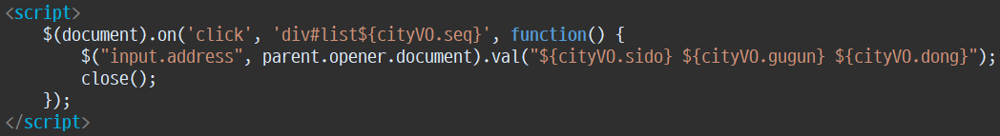 <script>
$(document).on('click', 'div#list${cityVO.seq}', function() {
$("input.address", parent.opener.document).val("${cityVO.sido} ${cityVO.gugun} ${cityVO.dong}");
close();
});
</script>